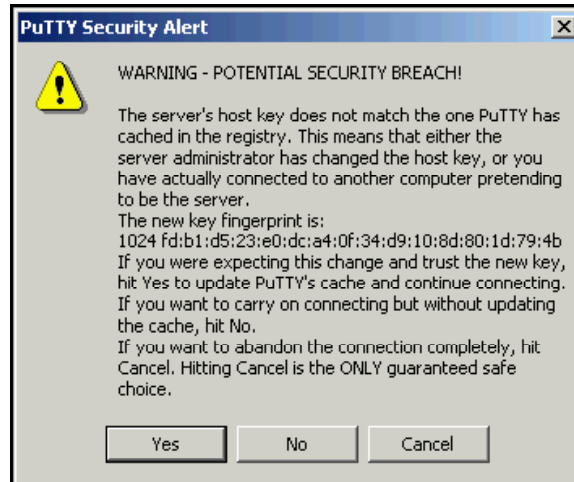 PuTTY Security Alert
WARNING - POTENTIAL SECURITY BREACH!
The server's host key does not match the one PuTTY has
cached in the registry. This means that either the
server administrator has changed the host key, or you
have actually connected to another computer pretending
to be the server.
The new key fingerprint is:
1024 fd:b1:d5:23:e0:dc:a4:0f:34:d9:10:8d:80:1d:79:4b
If you were expecting this change and trust the new key,
hit Yes to update PuTTY's cache and continue connecting.
If you want to carry on connecting but without updating
the cache, hit No.
If you want to abandon the connection completely, hit
Cancel. Hitting Cancel is the ONLY guaranteed safe
choice.
Yes No Cancel